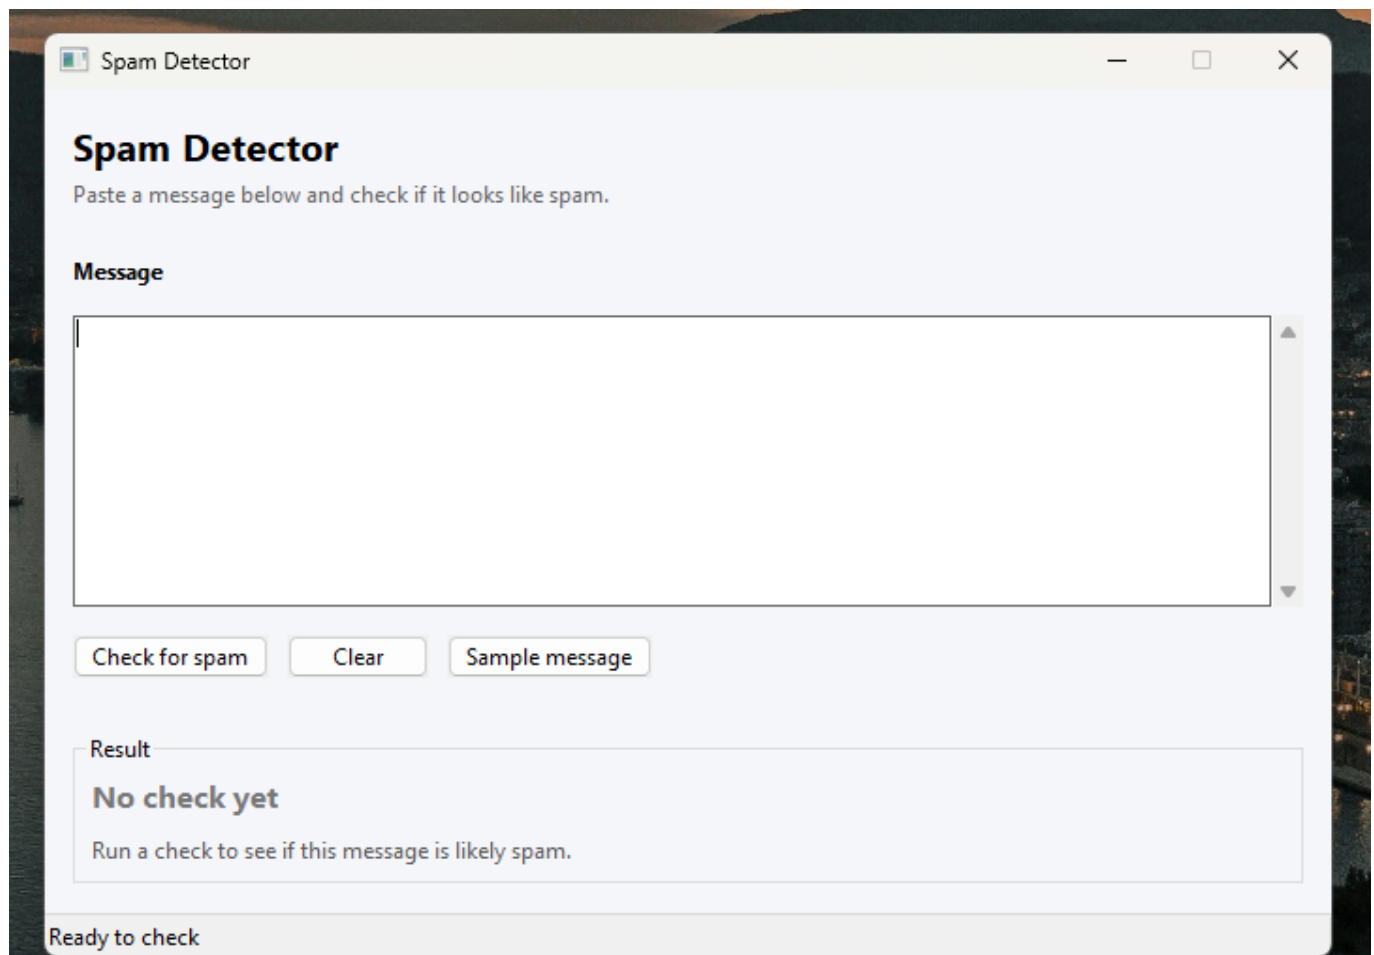 Spam Detector
Spam Detector
Paste a message below and check if it looks like spam.
Message
Check for spam Clear Sample message
Result
No check yet
Run a check to see if this message is likely spam.
Ready to check